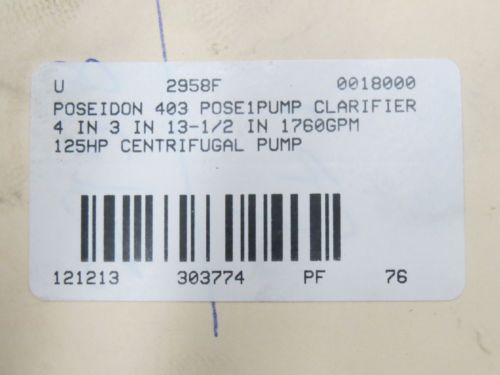 U 2958F 0018000
POSEIDON 403 POSE1PUMP CLARIFIER
4 IN 3 IN 13-1/2 IN 1760GPM
125HP CENTRIFUGAL PUMP
121213 303774 PF 76